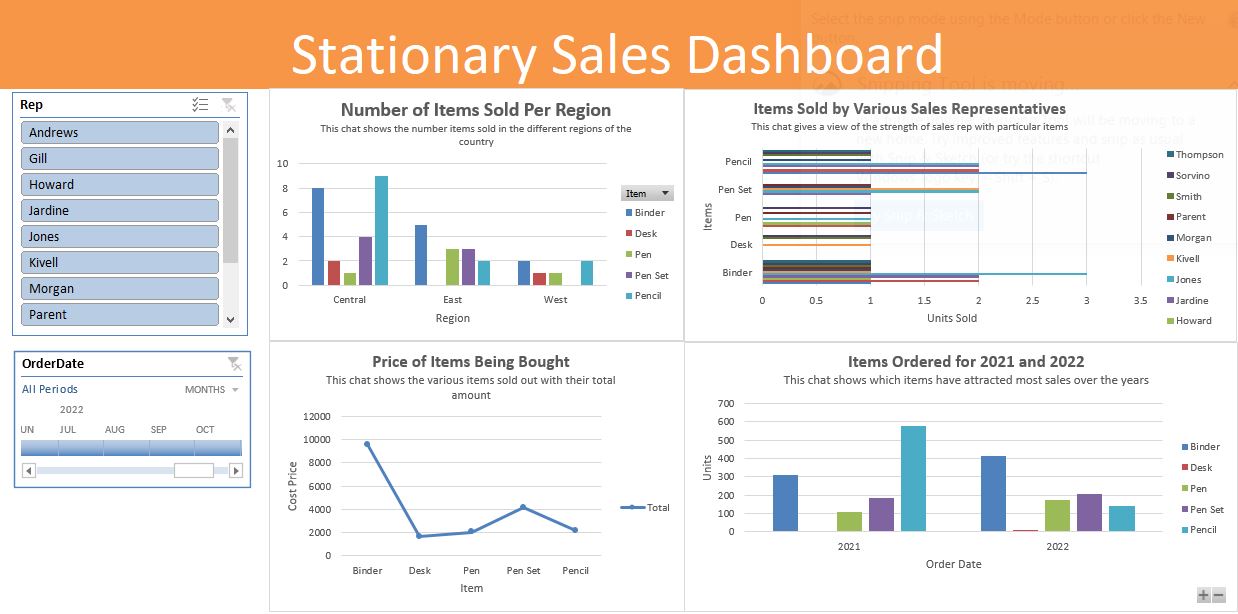 Select the snip mode using the Mode button or click the New
button.
Stationary Sales Dashboard
Snipping Tool is moving...
Rep
Andrews
Gill
Howard
Jardine
Jones
Kivell
Morgan
Parent
OrderDate
All Periods
MONTHS
2022
UN JUL AUG SEP OCT
Number of Items Sold Per Region
This chat shows the number items sold in the different regions of the
country
10
8
6
4
2
0
Central East West
Region
Item
Binder
Desk
Pen
Pen Set
Pencil
Items Sold by Various Sales Representatives
This chat gives a view of the strength of sales rep with particular items
will be moving to a
new home. Try improved features and snip as usual
Items
Pencil
Pen Set
Pen
Desk
Binder
0 0.5 1 1.5 2 2.5 3 3.5
Units Sold
Thompson
Sorvino
Smith
Parent
Morgan
Kivell
Jones
Jardine
Howard
Price of Items Being Bought
This chat shows the various items sold out with their total
amount
Cost Price
12000
10000
8000
6000
4000
2000
0
Binder Desk Pen Pen Set Pencil
Item
Total
Items Ordered for 2021 and 2022
This chat shows which items have attracted most sales over the years
Units
700
600
500
400
300
200
100
0
2021 2022
Order Date
Binder
Desk
Pen
Pen Set
Pencil